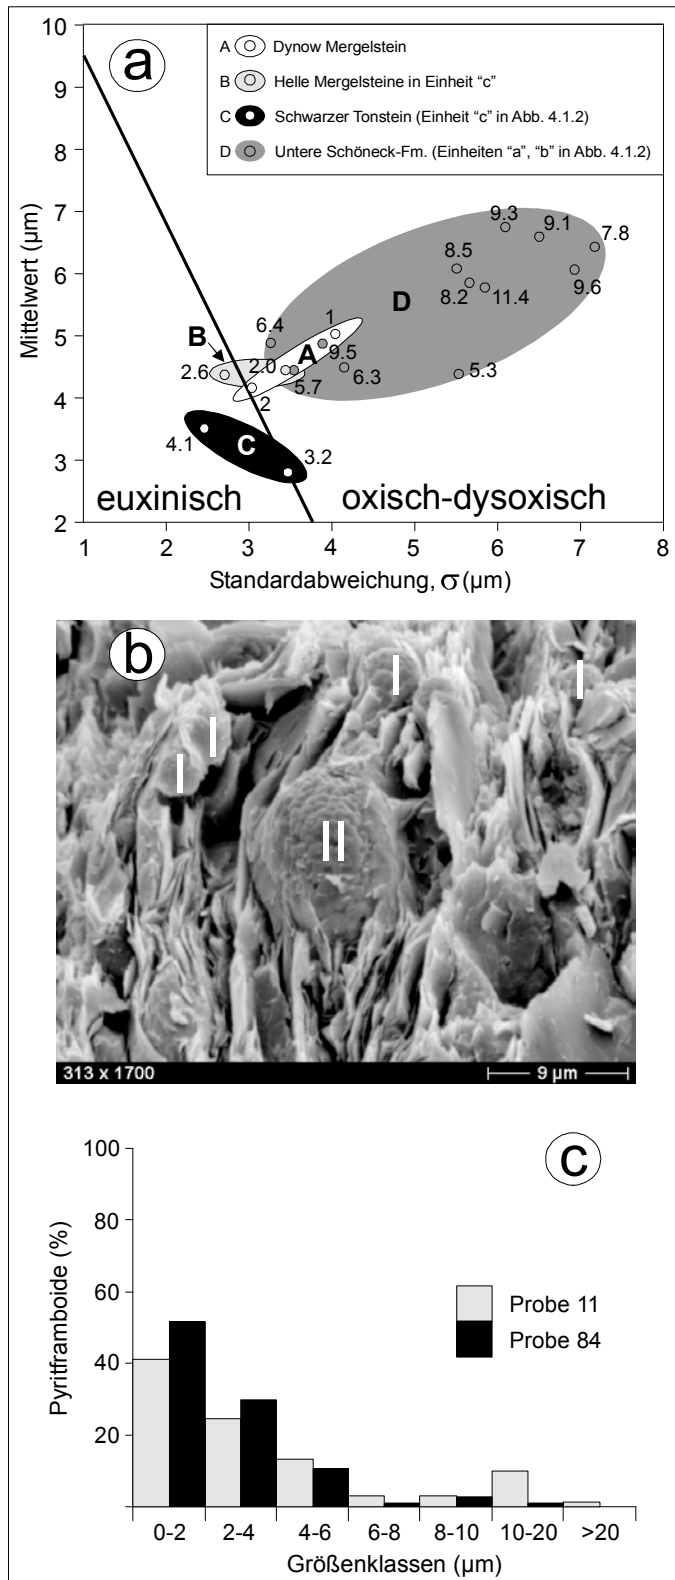 a
A Dynow Mergelstein
B Helle Mergelsteine in Einheit “c”
C Schwarzer Tonstein (Einheit “c” in Abb. 4.1.2)
D Untere Schöneck-Fm. (Einheiten “a”, “b” in Abb. 4.1.2)
Mittelwert (µm)
10
9
8
7
6
5
4
3
2
9.3
9.1
7.8
8.5
8.2
11.4
9.6
D
6.4
1
B
A
2.0
9.5
2.6
5.7
6.3
5.3
2
4.1
C
3.2
euxinisch
oxisch-dysoxisch
1 2 3 4 5 6 7 8
Standardabweichung, σ (µm)
b
I
I
I
I
II
313 x 1700
9 µm
c
Pyritframboide (%)
100
80
60
40
20
Probe 11
Probe 84
0-2 2-4 4-6 6-8 8-10 10-20 >20
Größenklassen (µm)